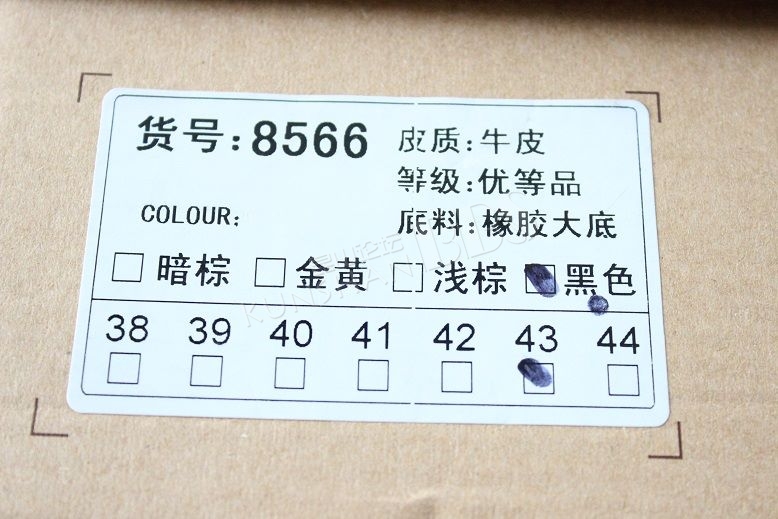 货号:8566
皮质:牛皮
等级:优等品
COLOUR:
底料:橡胶大底
暗棕 金黄 浅棕 黑色
38 39 40 41 42 43 44